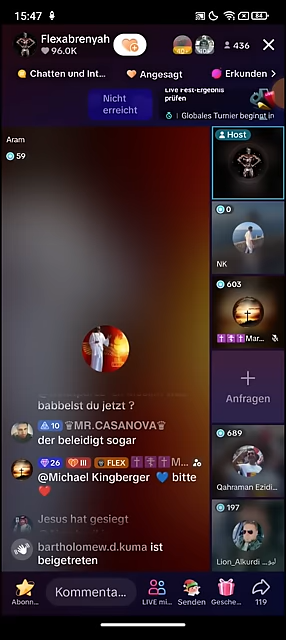 15:47
84
Flexabrenyah
96.0K
436
Chatten und Int...
Angesagt
Erkunden
Nicht
erreicht
Live Fest-Ergebnis
prüfen
Globales Turnier beginnt in
Aram
59
Host
0
NK
603
Mar...
Anfragen
689
Qahraman Ezidi...
197
Lion_Alkurdi
babbelst du jetzt ?
10 MR.CASANOVA
der beleidigt sogar
26 III FLEX M...
@Michael Kingberger 💙 bitte
❤️
Jesus hat gesiegt
bartholomew.d.kuma ist
beigetreten
Abonn...
Kommenta...
LIVE mi...
Senden
Gesche...
119